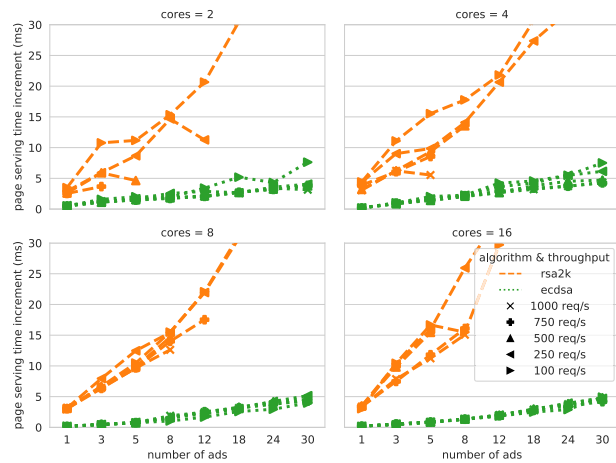 cores = 2
cores = 4
page serving time increment (ms)
30
25
20
15
10
5
0
cores = 8
cores = 16
page serving time increment (ms)
30
25
20
15
10
5
0
algorithm & throughput
rsa2k
ecdsa
1000 req/s
750 req/s
500 req/s
250 req/s
100 req/s
1 3 5 8 12 18 24 30
1 3 5 8 12 18 24 30
number of ads
number of ads